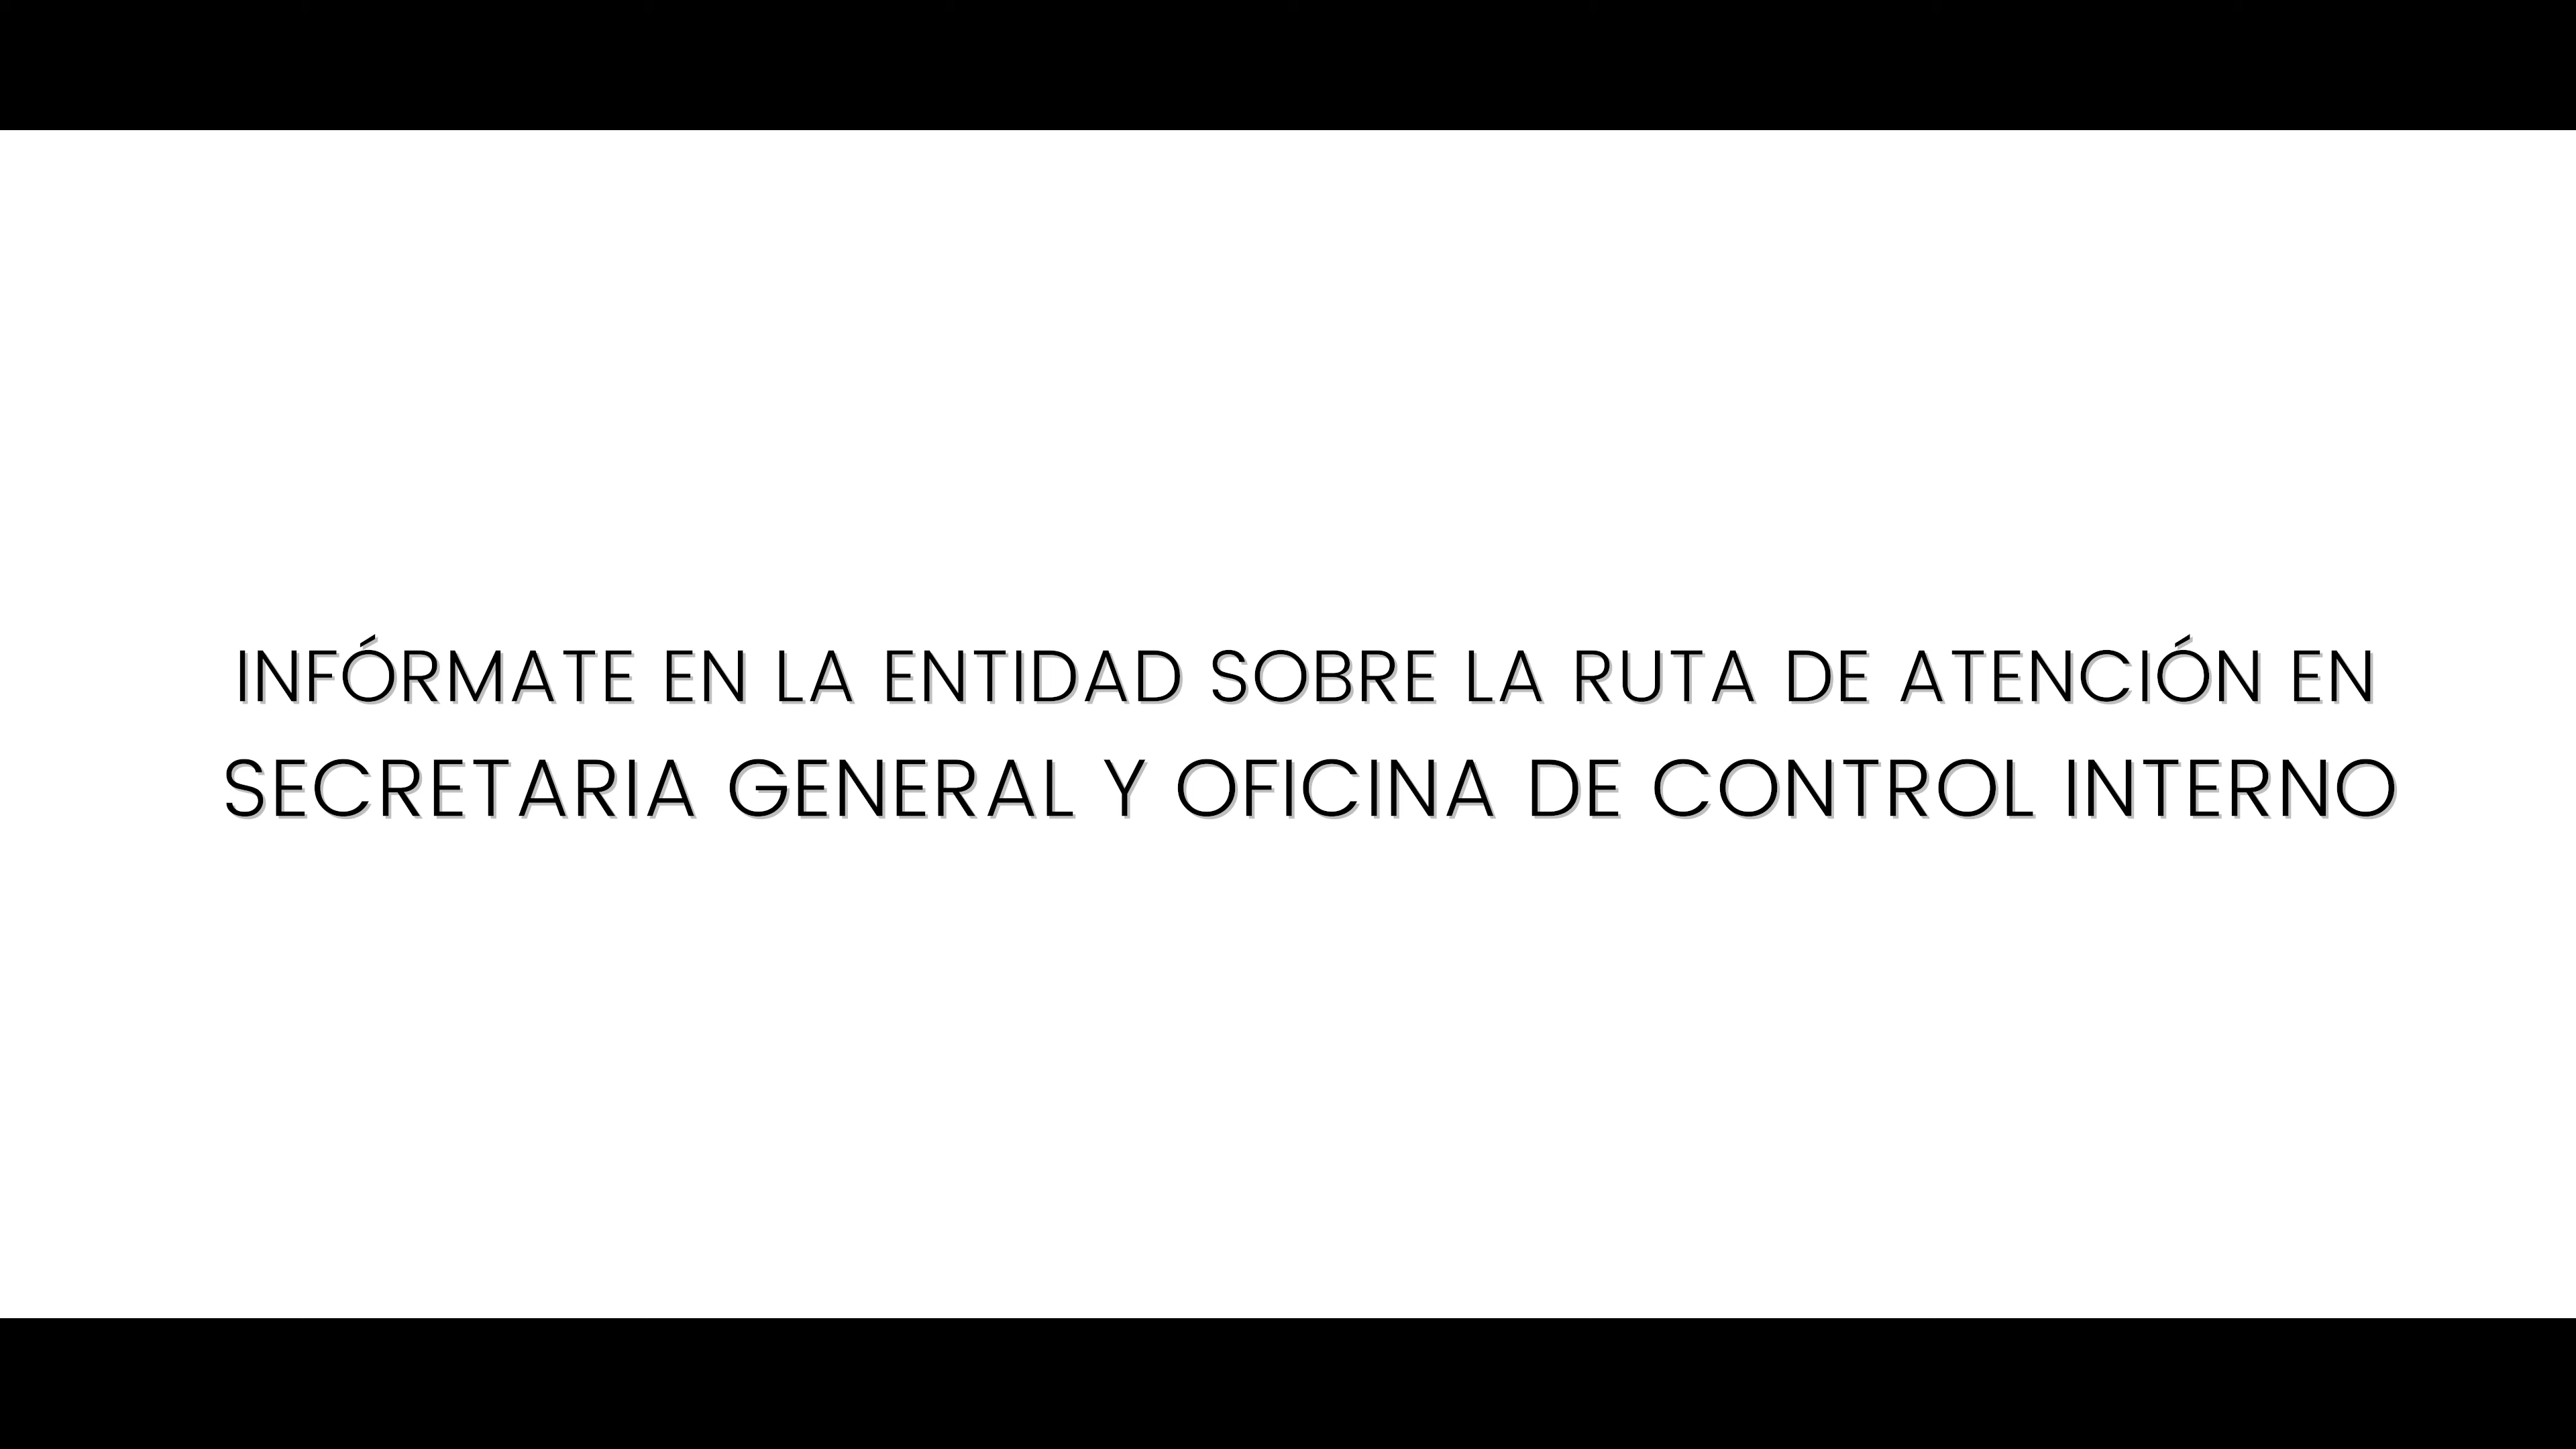 INFÓRMATE EN LA ENTIDAD SOBRE LA RUTA DE ATENCIÓN EN
SECRETARIA GENERAL Y OFICINA DE CONTROL INTERNO